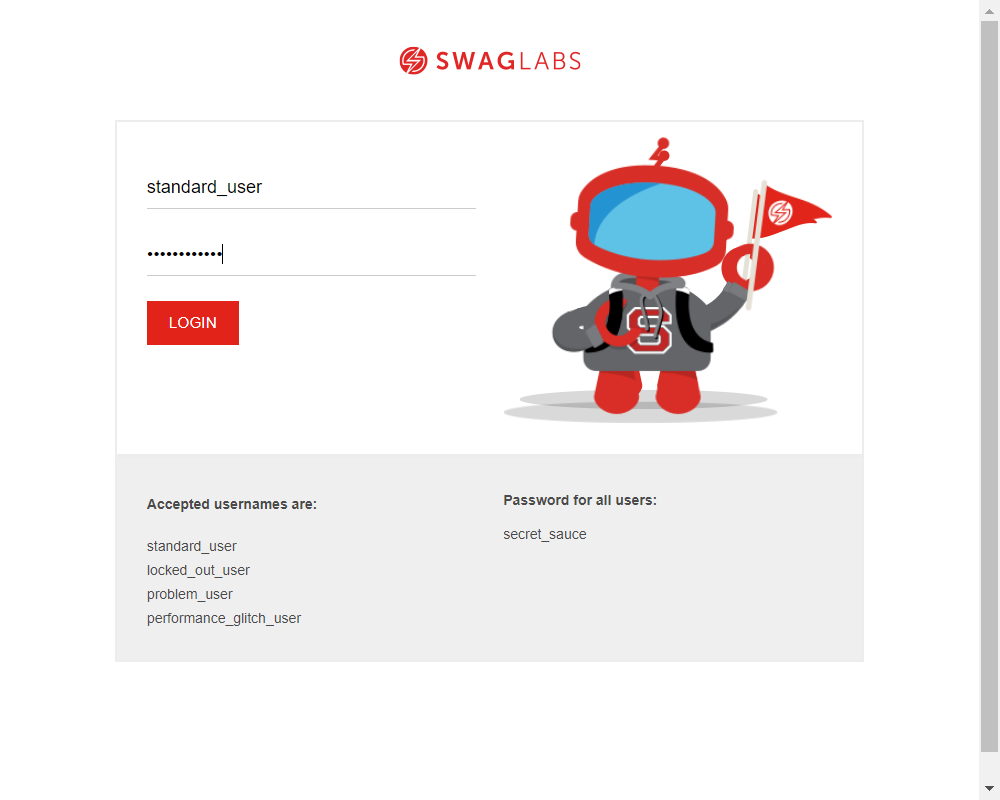 SWAGLABS
standard_user
••••••••••••
LOGIN
S
Accepted usernames are:
standard_user
locked_out_user
problem_user
performance_glitch_user
Password for all users:
secret_sauce